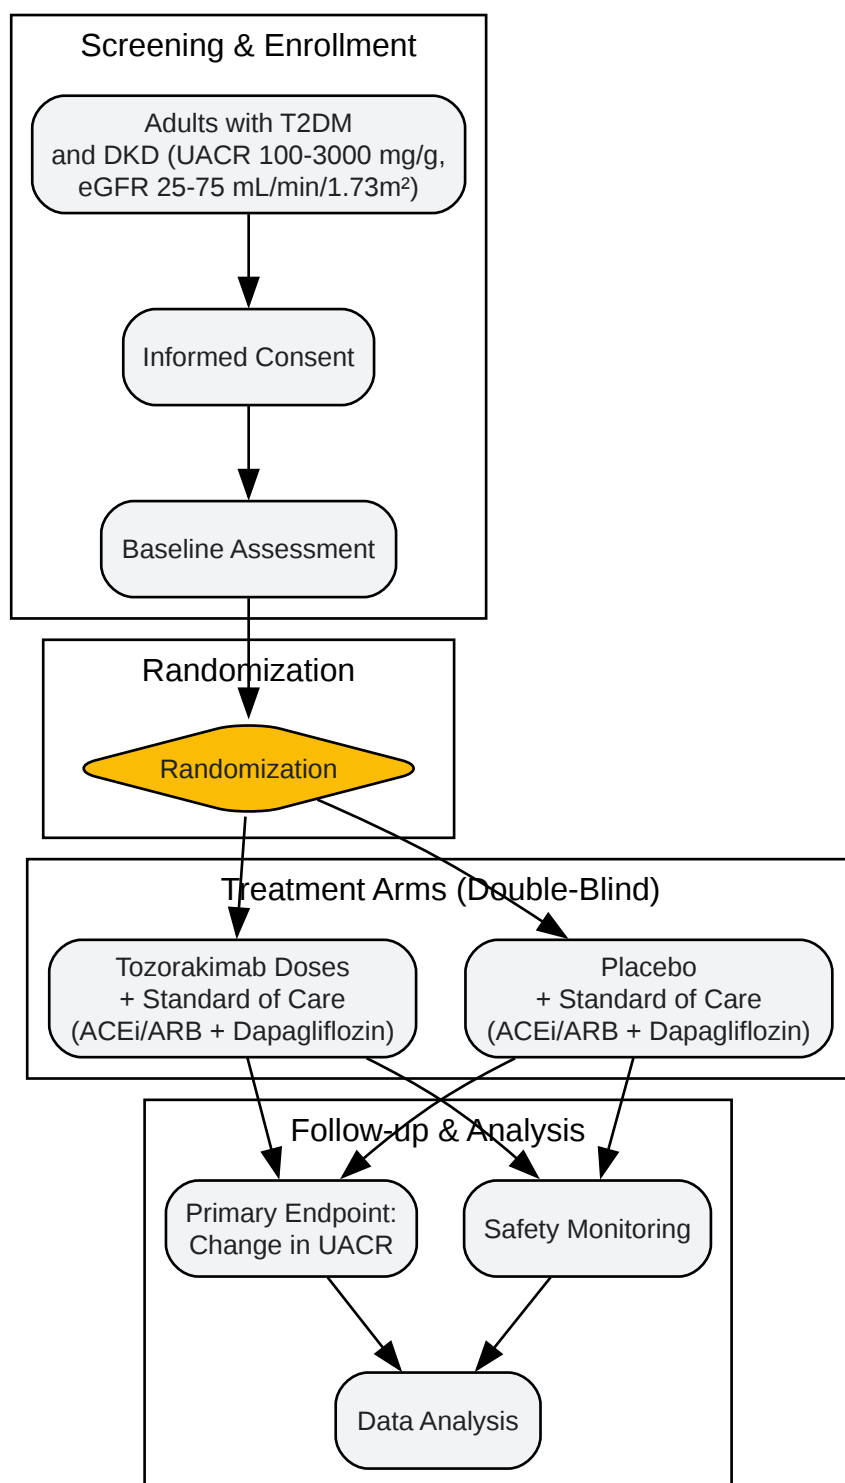 Screening & Enrollment
Adults with T2DM
and DKD (UACR 100-3000 mg/g,
eGFR 25-75 mL/min/1.73m²)
Informed Consent
Baseline Assessment
Randomization
Randomization
Treatment Arms (Double-Blind)
Tozorakimab Doses
+ Standard of Care
(ACEi/ARB + Dapagliflozin)
Placebo
+ Standard of Care
(ACEi/ARB + Dapagliflozin)
Follow-up & Analysis
Primary Endpoint:
Change in UACR
Safety Monitoring
Data Analysis